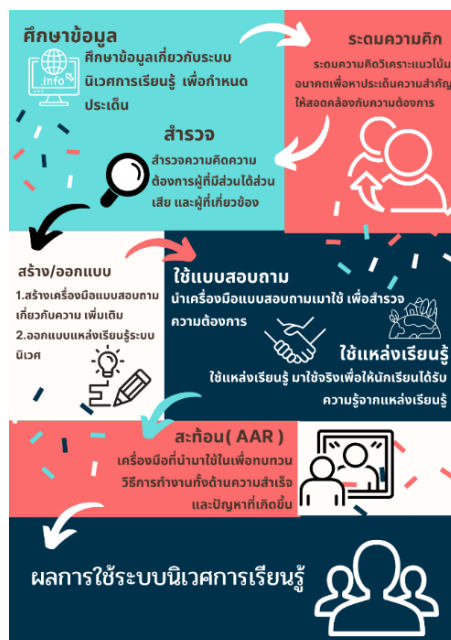 ศึกษาข้อมูล
.info
ศึกษาข้อมูลเกี่ยวกับระบบ
นิเวศการเรียนรู้ เพื่อกำหนด
ประเด็น
ระดมความคิก
ระดมความคิดวิเคราะแนวโน้ม
อนาคตเพื่อหาประเด็นความสำคัญ
ให้สอดคล้องกับความต้องการ
สำรวจ
สำรวจความคิดความ
ต้องการผู้ที่มีส่วนได้ส่วน
เสีย และผู้ที่เกี่ยวข้อง
สร้าง/ออกแบบ
1.สร้างเครื่องมือแบบสอบถาม
เกี่ยวกับความ เพิ่มเติม
2.ออกแบบแหล่งเรียนรู้ระบบ
นิเวศ
ใช้แบบสอบถาม
นำเครื่องมือแบบสอบถามเมาใช้ เพื่อสำรวจ
ความต้องการ
ใช้แหล่งเรียนรู้
ใช้แหล่งเรียนรู้ มาใช้จริงเพื่อให้นักเรียนได้รับ
ความรู้จากแหล่งเรียนรู้
สะท้อน( AAR )
เครื่องมือที่นำมาใช้ในเพื่อทบทวน
วิธีการทำงานทั้งด้านความสำเร็จ
และปัญหาที่เกิดขึ้น
ผลการใช้ระบบนิเวศการเรียนรู้